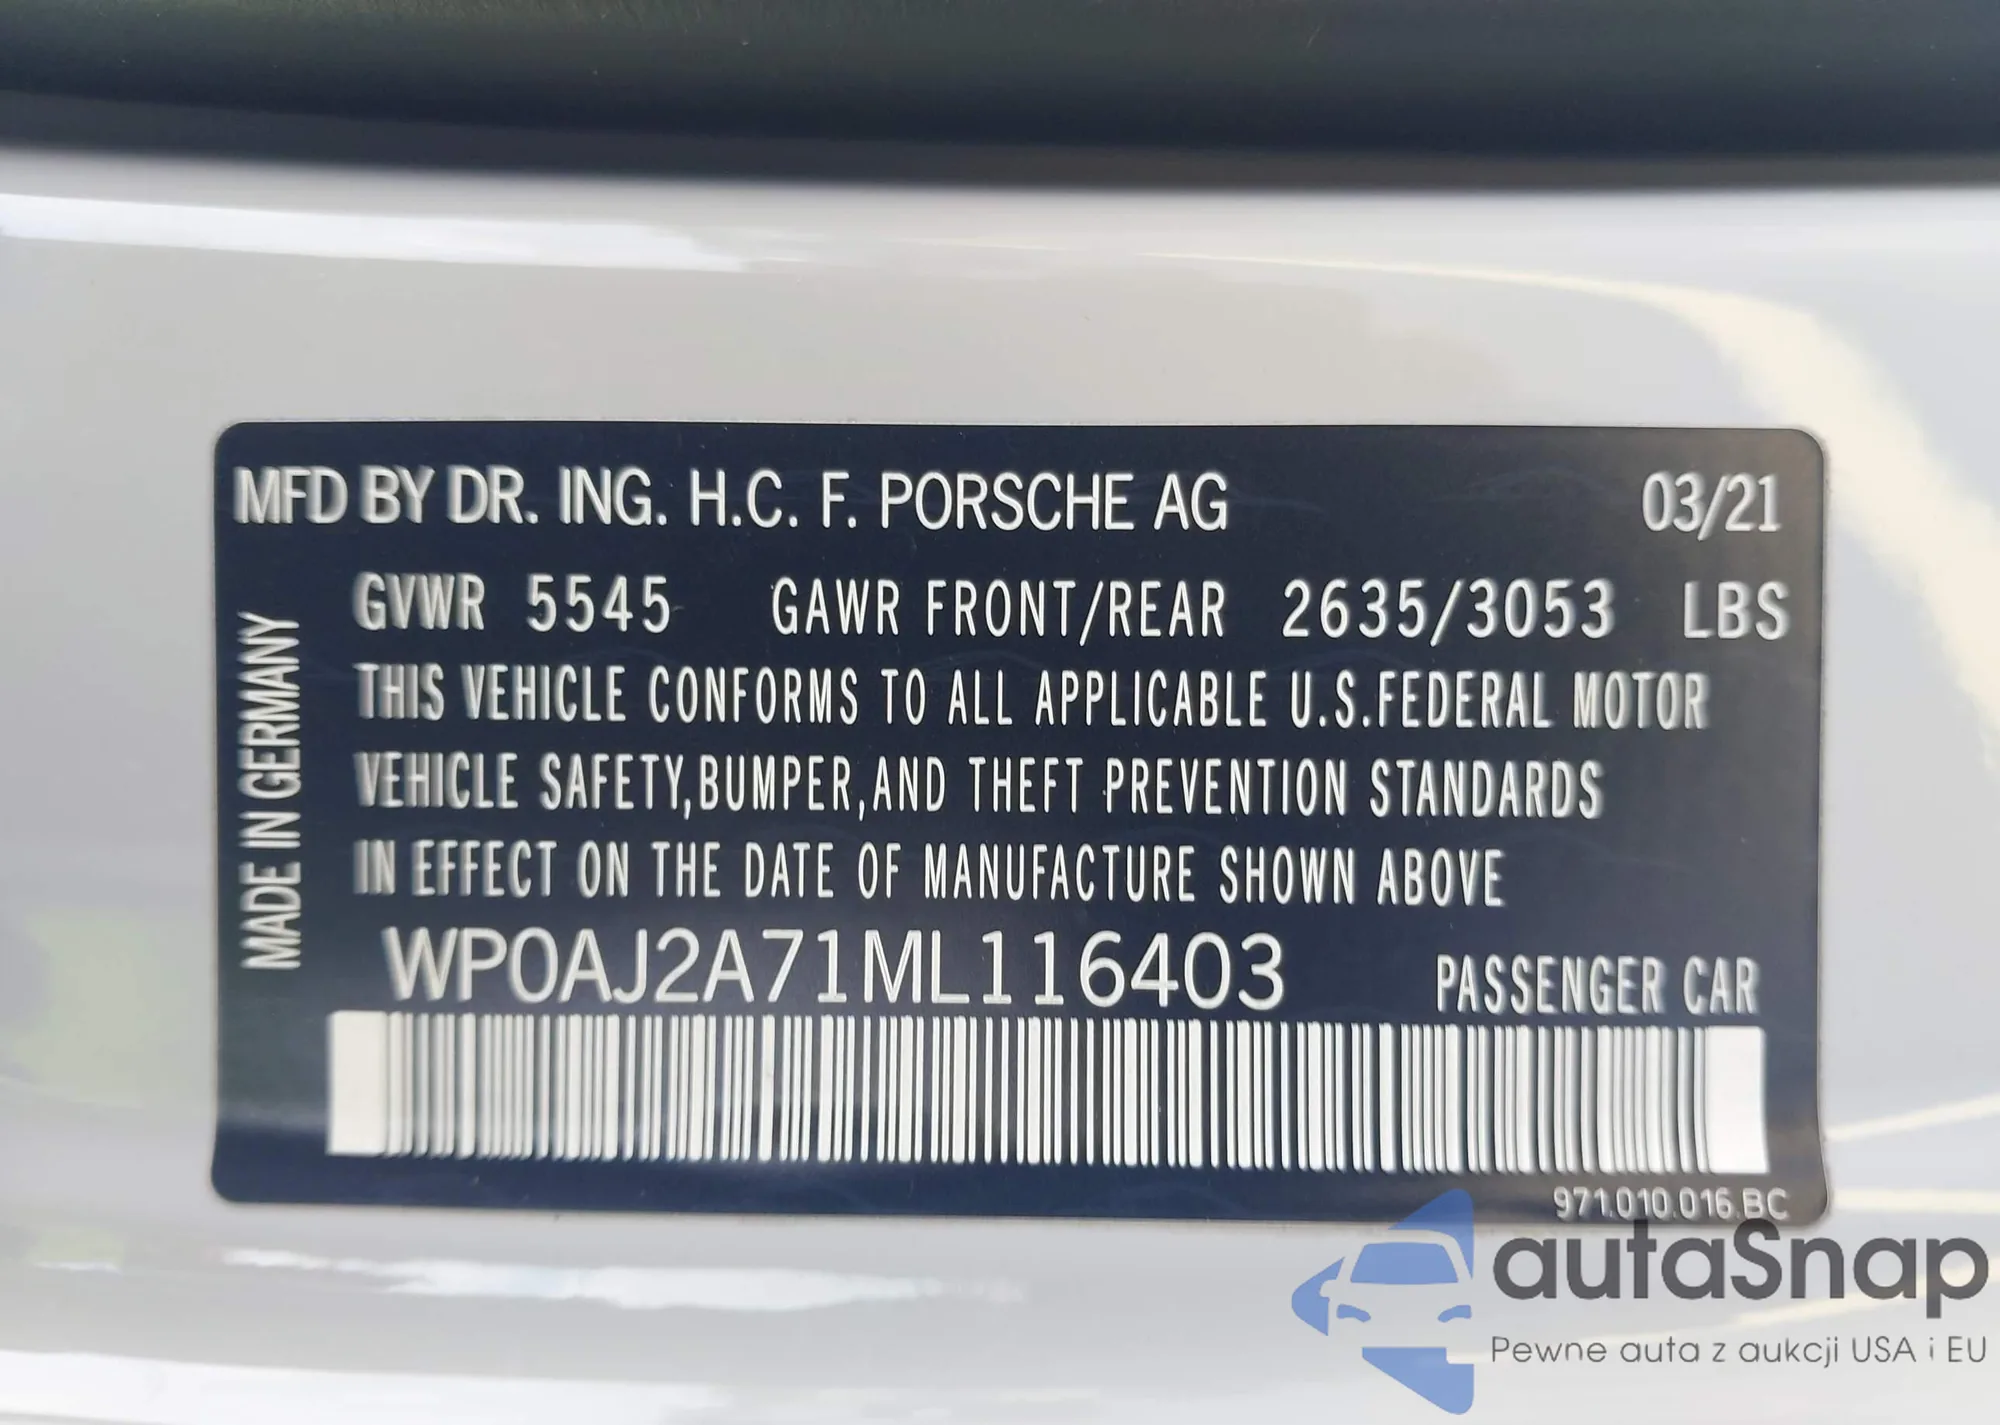 MFD BY DR. ING. H.C. F. PORSCHE AG 03/21
GVWR 5545 GAWR FRONT/REAR 2635/3053 LBS
THIS VEHICLE CONFORMS TO ALL APPLICABLE U.S.FEDERAL MOTOR
VEHICLE SAFETY,BUMPER,AND THEFT PREVENTION STANDARDS
IN EFFECT ON THE DATE OF MANUFACTURE SHOWN ABOVE
MADE IN GERMANY
WP0AJ2A71ML116403 PASSENGER CAR
971.010.016.BC
autaSnap
Pewne auta z aukcji USA i EU